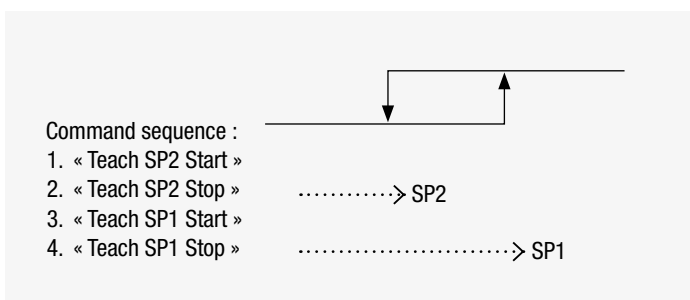 Command sequence :
1. « Teach SP2 Start »
2. « Teach SP2 Stop » SP2
3. « Teach SP1 Start »
4. « Teach SP1 Stop » SP1